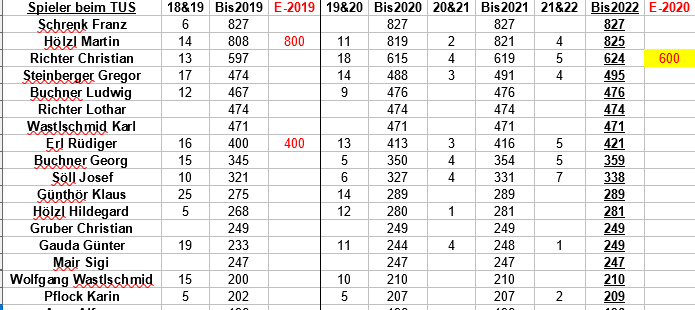 Spieler beim TUS 18&19 Bis2019 E-2019 19&20 Bis2020 20&21 Bis2021 21&22 Bis2022 E-2020
Schrenk Franz 6 827 827 827 827
Hölzl Martin 14 808 800 11 819 2 821 4 825
Richter Christian 13 597 18 615 4 619 5 624 600
Steinberger Gregor 17 474 14 488 3 491 4 495
Buchner Ludwig 12 467 9 476 476 476
Richter Lothar 474 474 474 474
Wastlschmid Karl 471 471 471 471
Erl Rüdiger 16 400 400 13 413 3 416 5 421
Buchner Georg 15 345 5 350 4 354 5 359
Söll Josef 10 321 6 327 4 331 7 338
Günthör Klaus 25 275 14 289 289 289
Hölzl Hildegard 5 268 12 280 1 281 281
Gruber Christian 249 249 249 249
Gauda Günter 19 233 11 244 4 248 1 249
Mair Sigi 247 247 247 247
Wolfgang Wastlschmid 15 200 10 210 210 210
Pflock Karin 5 202 5 207 207 2 209